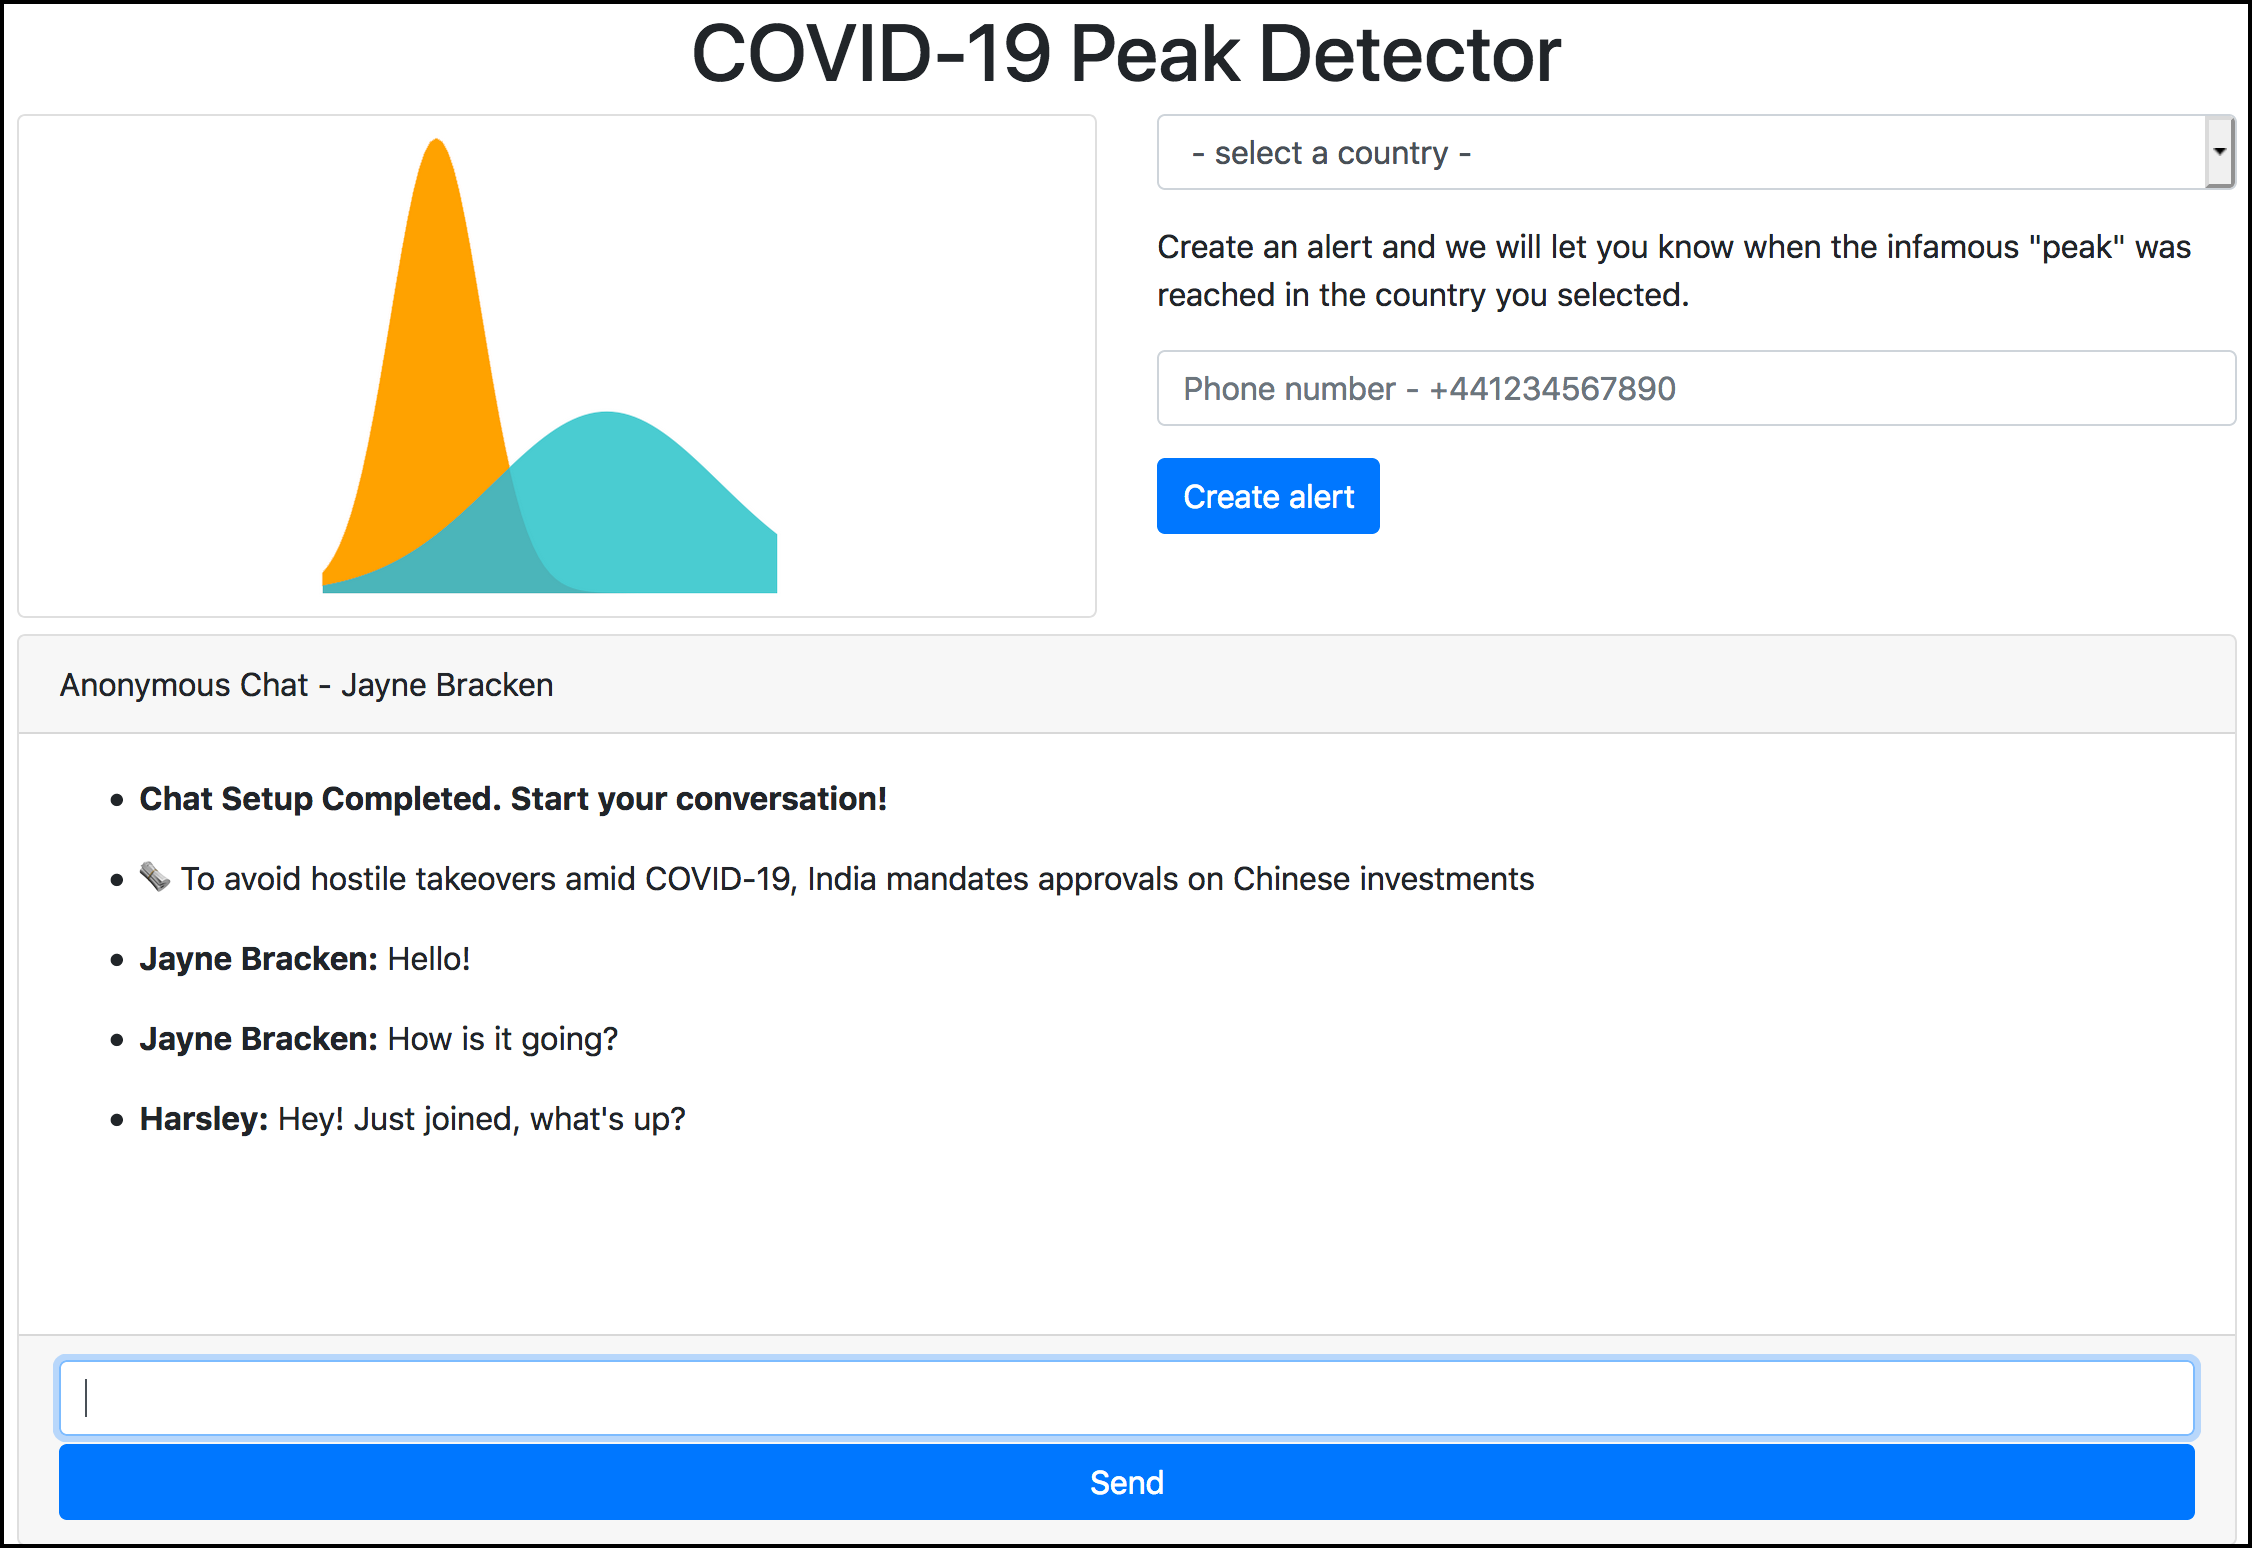 COVID-19 Peak Detector
- select a country -
Create an alert and we will let you know when the infamous "peak" was
reached in the country you selected.
Phone number - +441234567890
Create alert
Anonymous Chat - Jayne Bracken
Chat Setup Completed. Start your conversation!
🗞 To avoid hostile takeovers amid COVID-19, India mandates approvals on Chinese investments
Jayne Bracken: Hello!
Jayne Bracken: How is it going?
Harsley: Hey! Just joined, what's up?
Send